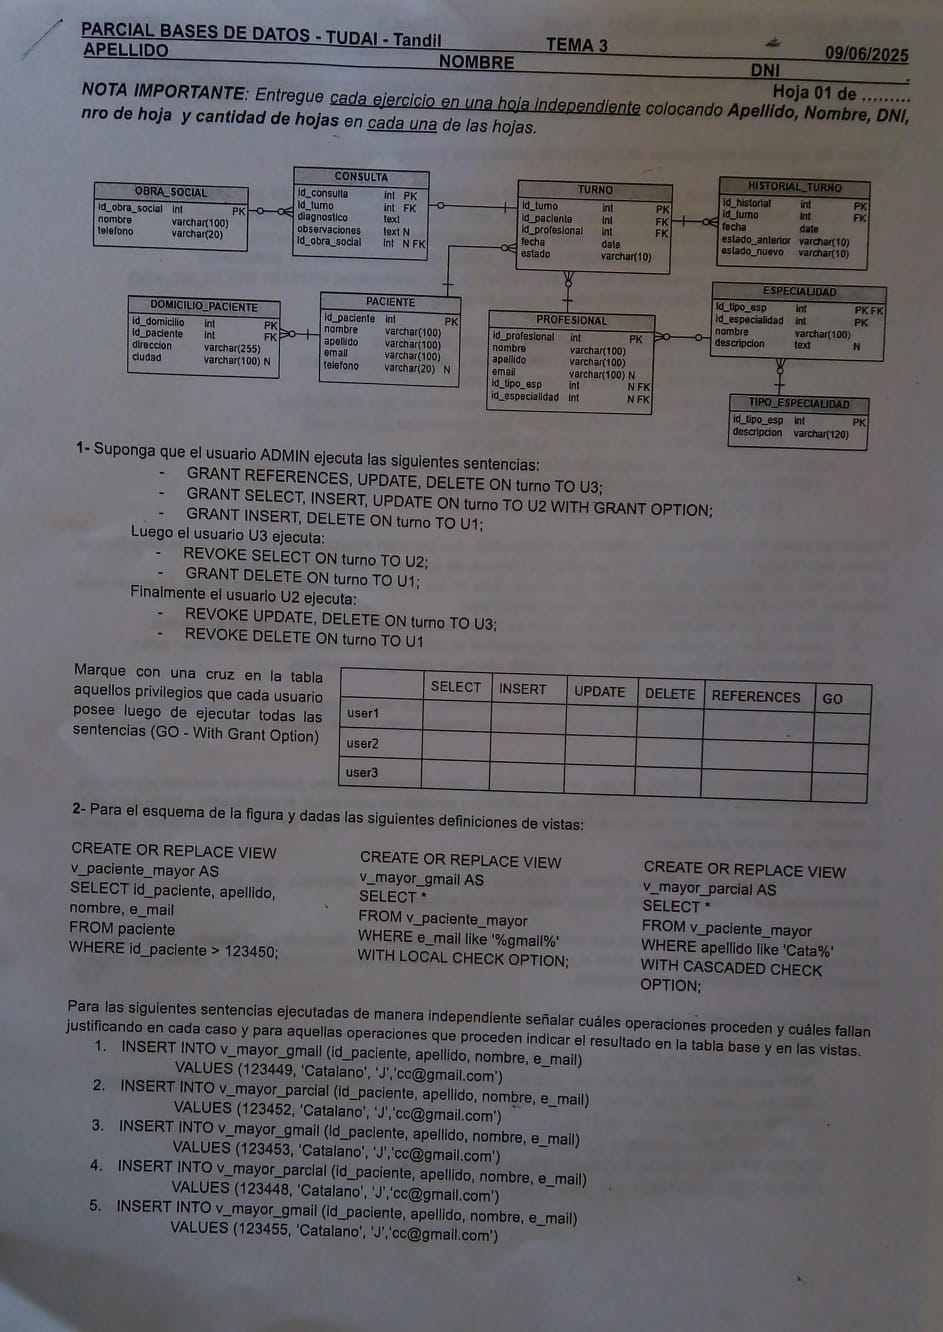 PARCIAL BASES DE DATOS - TUDAI - Tandil TEMA 3 09/06/2025
APELLIDO NOMBRE DNI .
Hoja 01 de .........
NOTA IMPORTANTE: Entregue cada ejercicio en una hoja independiente colocando Apellido, Nombre, DNI,
nro de hoja y cantidad de hojas en cada una de las hojas.
OBRA_SOCIAL
id_obra_social int PK
nombre varchar(100)
telefono varchar(20)
CONSULTA
id_consulta int PK
id_turno int FK
diagnostico text
observaciones text N
id_obra_social int N FK
TURNO
id_turno int PK
id_paciente int FK
id_profesional int FK
fecha date
estado varchar(10)
HISTORIAL_TURNO
id_historial int PK
id_turno int FK
fecha date
estado_anterior varchar(10)
estado_nuevo varchar(10)
DOMICILIO_PACIENTE
id_domicilio int PK
id_paciente int FK
direccion varchar(255)
ciudad varchar(100) N
PACIENTE
id_paciente int PK
nombre varchar(100)
apellido varchar(100)
email varchar(100)
telefono varchar(20) N
PROFESIONAL
id_profesional int PK
nombre varchar(100)
apellido varchar(100)
email varchar(100) N
id_tipo_esp int N FK
id_especialidad int N FK
ESPECIALIDAD
id_tipo_esp int PK FK
id_especialidad int PK
nombre varchar(100)
descripcion text N
TIPO_ESPECIALIDAD
id_tipo_esp int PK
descripcion varchar(120)
1- Suponga que el usuario ADMIN ejecuta las siguientes sentencias:
- GRANT REFERENCES, UPDATE, DELETE ON turno TO U3;
- GRANT SELECT, INSERT, UPDATE ON turno TO U2 WITH GRANT OPTION;
- GRANT INSERT, DELETE ON turno TO U1;
Luego el usuario U3 ejecuta:
- REVOKE SELECT ON turno TO U2;
- GRANT DELETE ON turno TO U1;
Finalmente el usuario U2 ejecuta:
- REVOKE UPDATE, DELETE ON turno TO U3;
- REVOKE DELETE ON turno TO U1
Marque con una cruz en la tabla
aquellos privilegios que cada usuario
posee luego de ejecutar todas las
sentencias (GO - With Grant Option)
SELECT INSERT UPDATE DELETE REFERENCES GO
user1
user2
user3
2- Para el esquema de la figura y dadas las siguientes definiciones de vistas:
CREATE OR REPLACE VIEW
v_paciente_mayor AS
SELECT id_paciente, apellido,
nombre, e_mail
FROM paciente
WHERE id_paciente > 123450;
CREATE OR REPLACE VIEW
v_mayor_gmail AS
SELECT *
FROM v_paciente_mayor
WHERE e_mail like '%gmail%'
WITH LOCAL CHECK OPTION;
CREATE OR REPLACE VIEW
v_mayor_parcial AS
SELECT *
FROM v_paciente_mayor
WHERE apellido like 'Cata%'
WITH CASCADED CHECK
OPTION;
Para las siguientes sentencias ejecutadas de manera independiente señalar cuáles operaciones proceden y cuáles fallan
justificando en cada caso y para aquellas operaciones que proceden indicar el resultado en la tabla base y en las vistas.
1. INSERT INTO v_mayor_gmail (id_paciente, apellido, nombre, e_mail)
VALUES (123449, 'Catalano', 'J','cc@gmail.com')
2. INSERT INTO v_mayor_parcial (id_paciente, apellido, nombre, e_mail)
VALUES (123452, 'Catalano', 'J','cc@gmail.com')
3. INSERT INTO v_mayor_gmail (id_paciente, apellido, nombre, e_mail)
VALUES (123453, 'Catalano', 'J','cc@gmail.com')
4. INSERT INTO v_mayor_parcial (id_paciente, apellido, nombre, e_mail)
VALUES (123448, 'Catalano', 'J','cc@gmail.com')
5. INSERT INTO v_mayor_gmail (id_paciente, apellido, nombre, e_mail)
VALUES (123455, 'Catalano', 'J','cc@gmail.com')